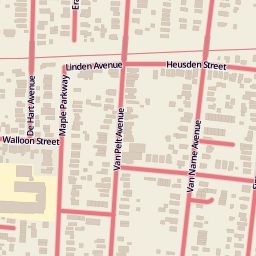 Linden Avenue
Heusden Street
De Hart Avenue
Maple Parkway
Van Pelt Avenue
Van Name Avenue
Walloon Street